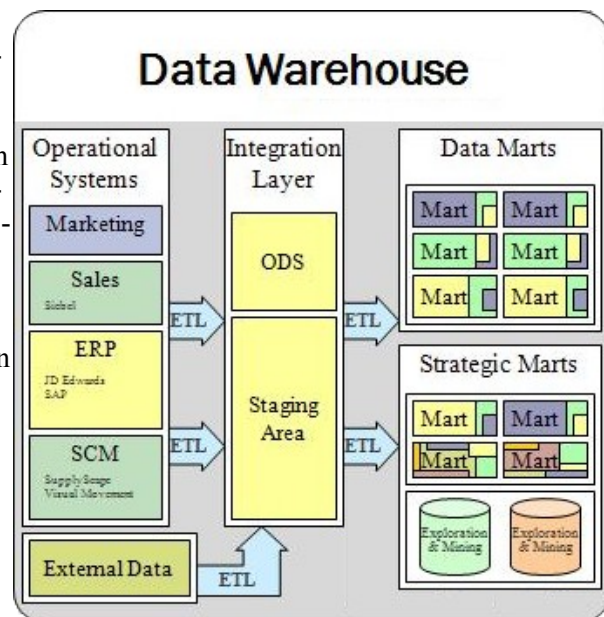 Data Warehouse
Operational
Systems
Marketing
Sales
Siebel
ERP
JD Edwards
SAP
SCM
SupplyScape
Visual Movement
External Data
ETL
ETL
ETL
Integration
Layer
ODS
Staging
Area
ETL
ETL
Data Marts
Mart Mart
Mart Mart
Mart Mart
Strategic Marts
Mart Mart
Mart Mart
Exploration
& Mining
Exploration
& Mining